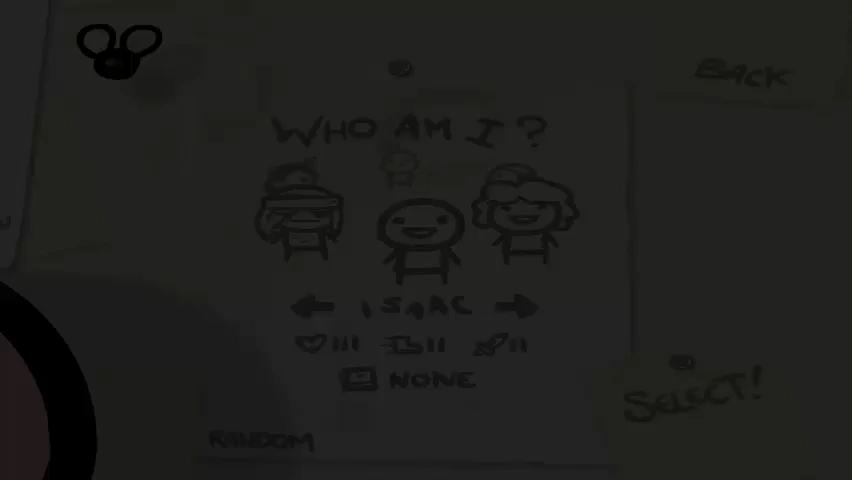 BACK
WHO AM I?
ISAAC
NONE
SELECT!
RANDOM